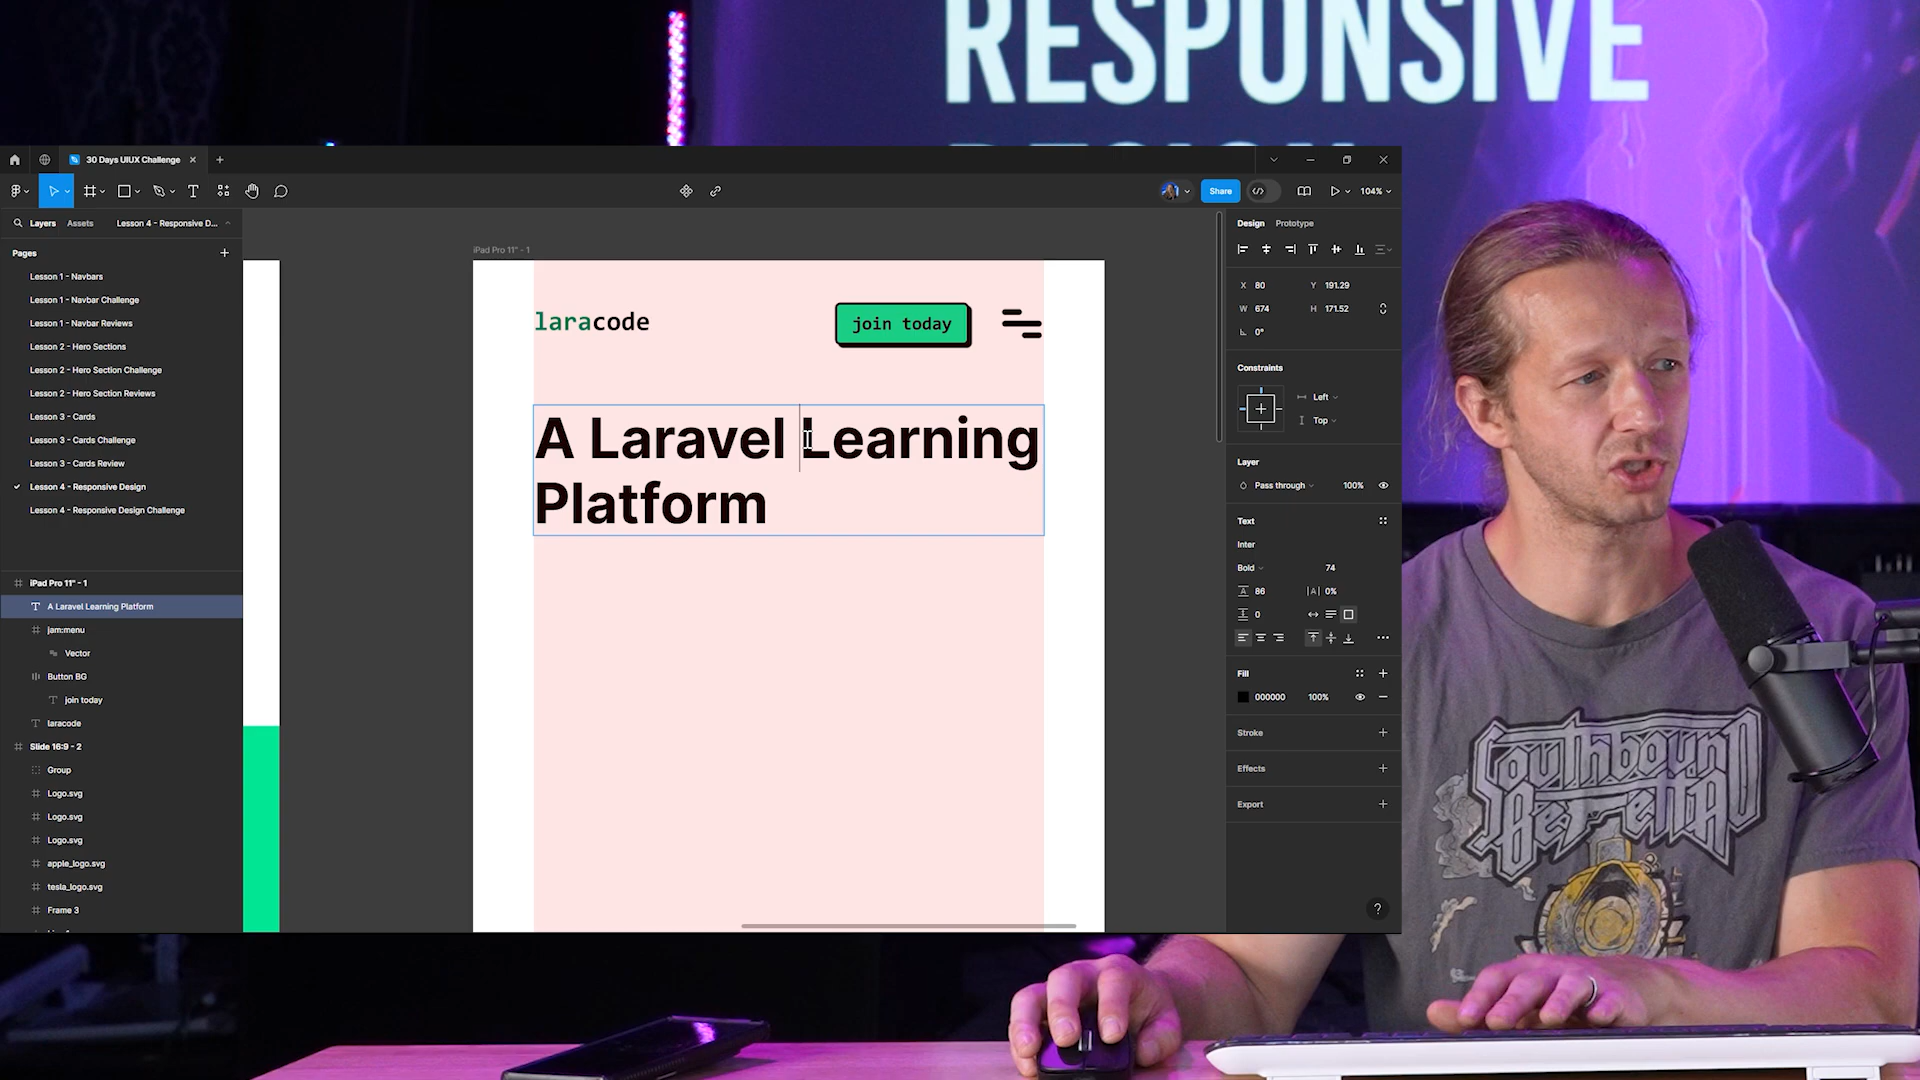 RESPONSIVE
DESIGN
30 Days UIUX Challenge
Share
104%
Layers
Assets
Lesson 4 - Responsive D...
Pages
Lesson 1 - Navbars
Lesson 1 - Navbar Challenge
Lesson 1 - Navbar Reviews
Lesson 2 - Hero Sections
Lesson 2 - Hero Section Challenge
Lesson 2 - Hero Section Reviews
Lesson 3 - Cards
Lesson 3 - Cards Challenge
Lesson 3 - Cards Review
Lesson 4 - Responsive Design
Lesson 4 - Responsive Design Challenge
iPad Pro 11" - 1
A Laravel Learning Platform
jam:menu
Vector
Button BG
join today
laracode
Slide 16:9 - 2
Group
Logo.svg
Logo.svg
Logo.svg
apple_logo.svg
tesla_logo.svg
Frame 3
iPad Pro 11" - 1
laracode
join today
A Laravel Learning
Platform
Design
Prototype
X 80
Y 191.29
W 674
H 171.52
0°
Constraints
Left
Top
Layer
Pass through
100%
Text
Inter
Bold
74
86
|A| 0%
0
Fill
000000
100%
Stroke
Effects
Export
?
Southbound
Beretta